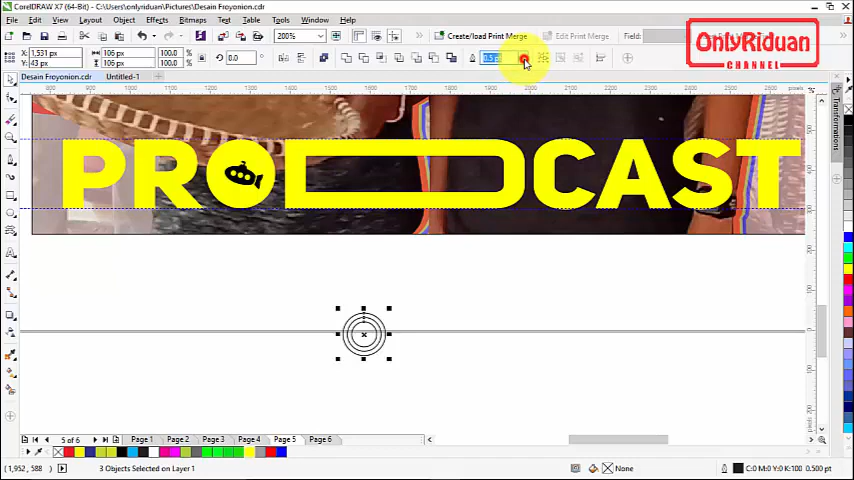 CorelDRAW X7 (64-Bit) - C:\Users\onlyriduan\Pictures\Desain Froyonion.cdr
File Edit View Layout Object Effects Bitmaps Text Table Tools Window Help
200% Create/load Print Merge Edit Print Merge Field:
X: 1,531 px 106 px 100.0 % 0.0 °
Y: 43 px 106 px 100.0 %
OnlyRiduan
CHANNEL
Desain Froyonion.cdr Untitled-1
Transformations
PRO CAST
5 of 6 Page 1 Page 2 Page 3 Page 4 Page 5 Page 6
(1,952 , 588 ) 3 Objects Selected on Layer 1 None C:0 M:0 Y:0 K:100 0.500 pt